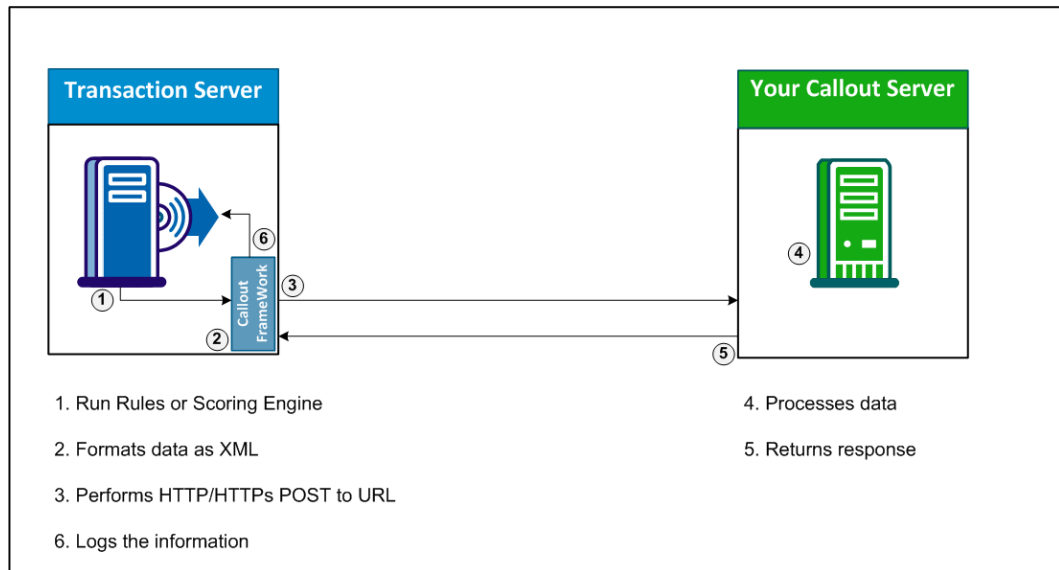 Transaction Server
Your Callout Server
6
4
3
1
Callout
FrameWork
2
5
1. Run Rules or Scoring Engine
2. Formats data as XML
3. Performs HTTP/HTTPs POST to URL
6. Logs the information
4. Processes data
5. Returns response